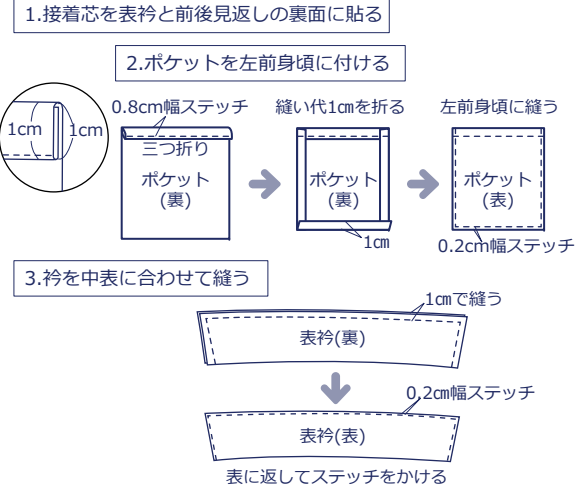 1.接着芯を表衿と前後見返しの裏面に貼る
2.ポケットを左前身頃に付ける
1cm
1cm
0.8cm幅ステッチ
三つ折り
ポケット
(裏)
縫い代1㎝を折る
ポケット
(裏)
1㎝
左前身頃に縫う
ポケット
(表)
0.2cm幅ステッチ
3.衿を中表に合わせて縫う
1㎝で縫う
表衿(裏)
0.2㎝幅ステッチ
表衿(表)
表に返してステッチをかける